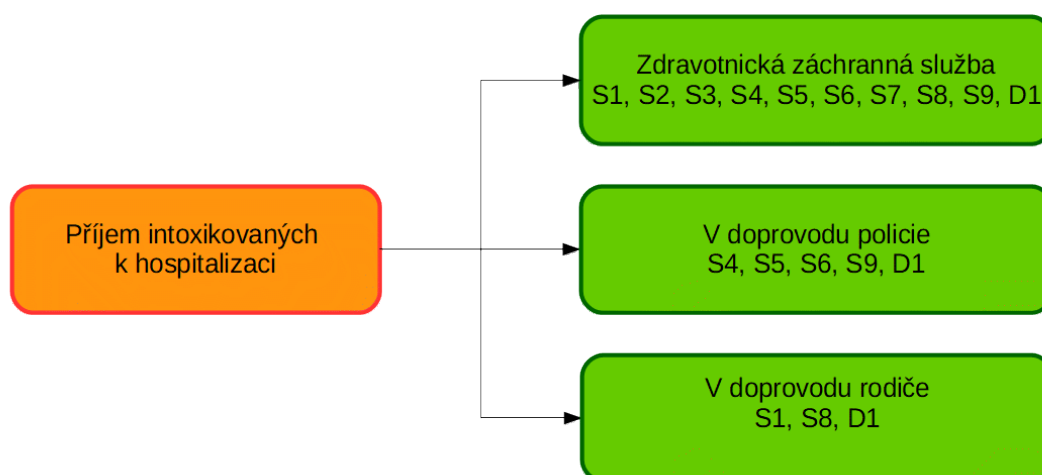 Příjem intoxikovaných
k hospitalizaci
Zdravotnická záchranná služba
S1, S2, S3, S4, S5, S6, S7, S8, S9, D1
V doprovodu policie
S4, S5, S6, S9, D1
V doprovodu rodiče
S1, S8, D1